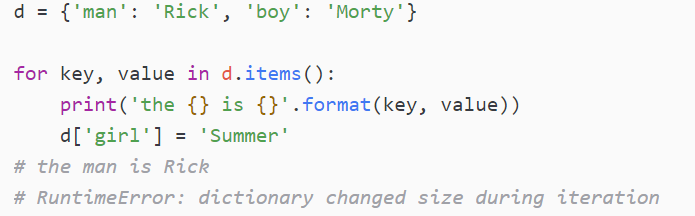 d = {'man': 'Rick', 'boy': 'Morty'}

for key, value in d.items():
    print('the {} is {}'.format(key, value))
    d['girl'] = 'Summer'
# the man is Rick
# RuntimeError: dictionary changed size during iteration